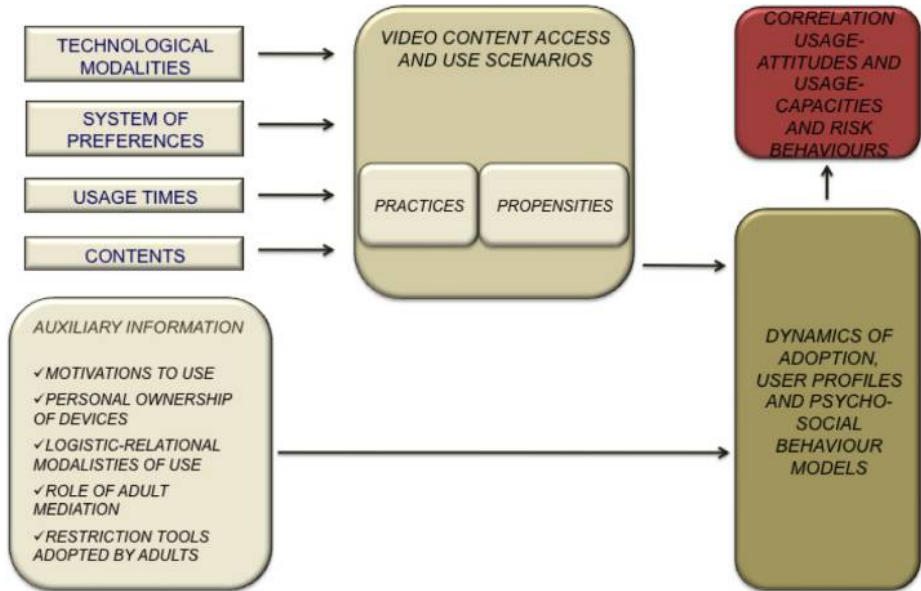 TECHNOLOGICAL
MODALITIES
SYSTEM OF
PREFERENCES
USAGE TIMES
CONTENTS
VIDEO CONTENT ACCESS
AND USE SCENARIOS
PRACTICES
PROPENSITIES
CORRELATION
USAGE-
ATTITUDES AND
USAGE-
CAPACITIES
AND RISK
BEHAVIOURS
AUXILIARY INFORMATION
✓MOTIVATIONS TO USE
✓PERSONAL OWNERSHIP
OF DEVICES
✓LOGISTIC-RELATIONAL
MODALISTIES OF USE
✓ROLE OF ADULT
MEDIATION
✓RESTRICTION TOOLS
ADOPTED BY ADULTS
DYNAMICS OF
ADOPTION,
USER PROFILES
AND PSYCHO-
SOCIAL
BEHAVIOUR
MODELS